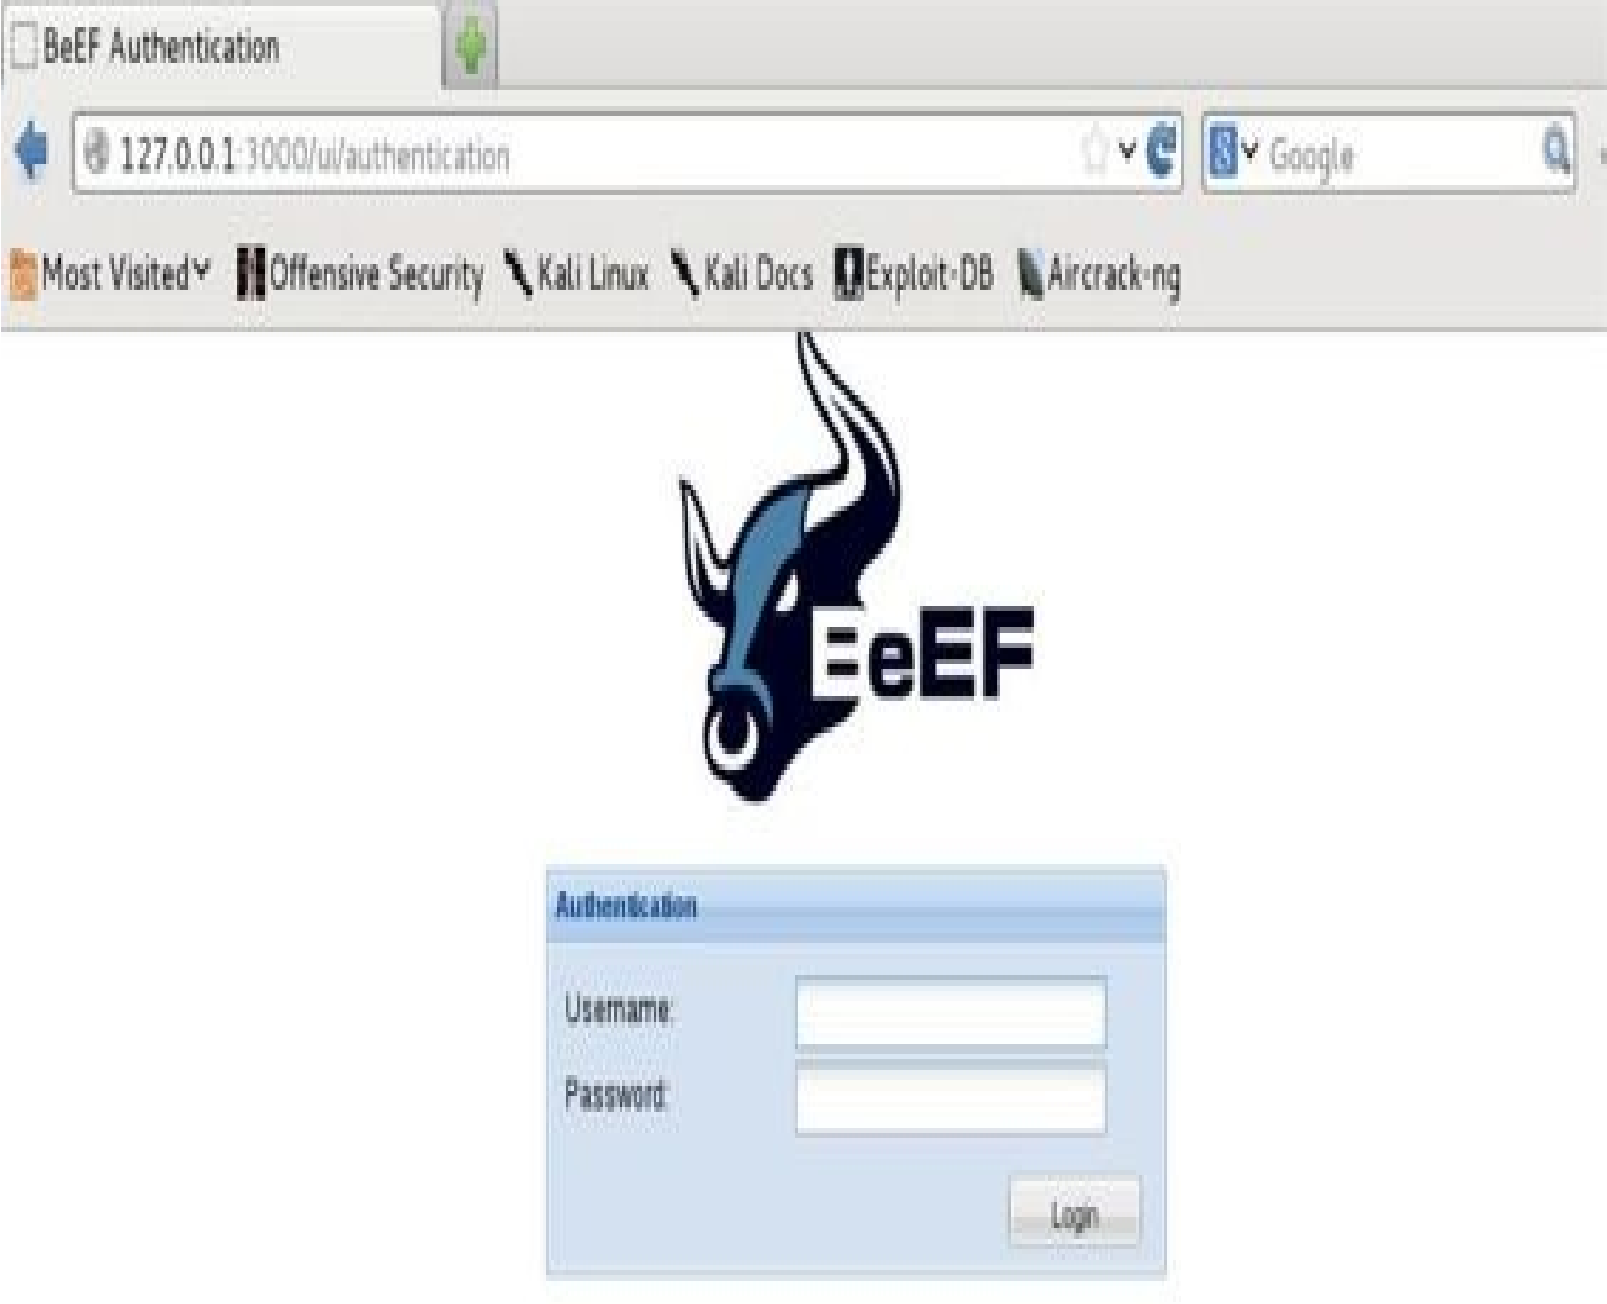 BeEF Authentication
127.0.0.1:3000/ui/authentication
Google
Most Visited Offensive Security Kali Linux Kali Docs Exploit-DB Aircrack-ng
BeEF
Authentication
Username:
Password:
Login